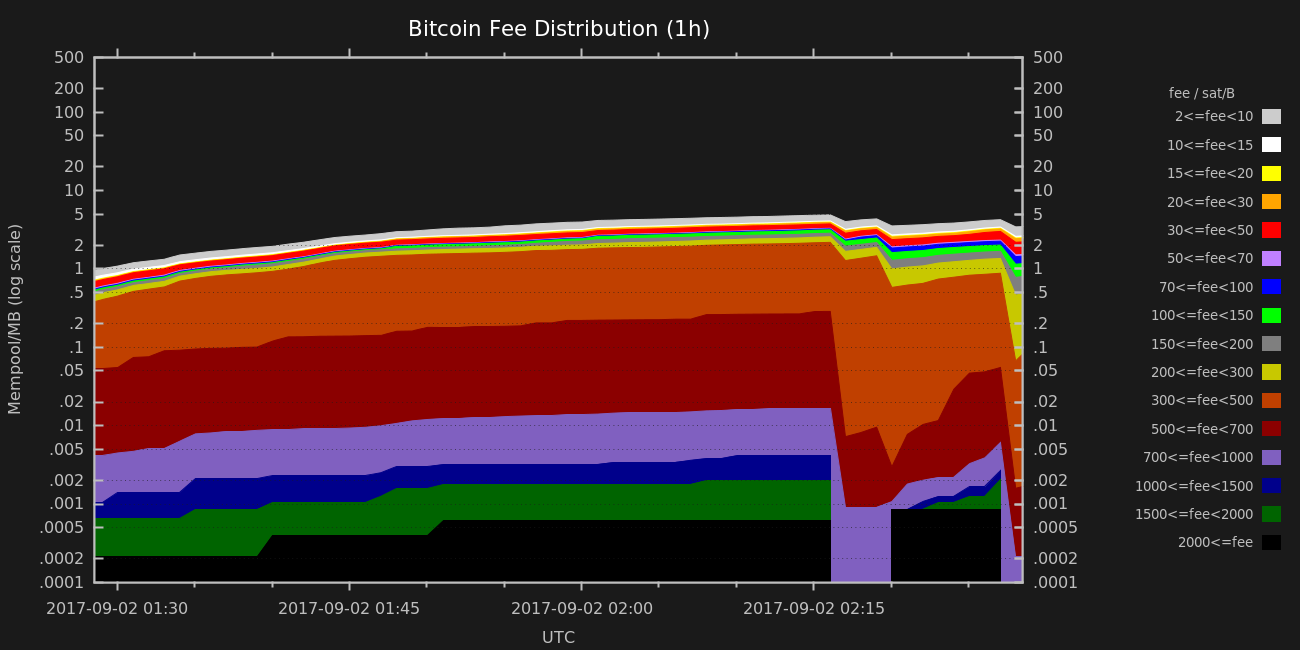 Bitcoin Fee Distribution (1h)
500
200
100
50
20
10
5
2
1
.5
.2
.1
.05
.02
.01
.005
.002
.001
.0005
.0002
.0001
Mempool/MB (log scale)
500
200
100
50
20
10
5
2
1
.5
.2
.1
.05
.02
.01
.005
.002
.001
.0005
.0002
.0001
2017-09-02 01:30 2017-09-02 01:45 2017-09-02 02:00 2017-09-02 02:15
UTC
fee / sat/B
2<=fee<10
10<=fee<15
15<=fee<20
20<=fee<30
30<=fee<50
50<=fee<70
70<=fee<100
100<=fee<150
150<=fee<200
200<=fee<300
300<=fee<500
500<=fee<700
700<=fee<1000
1000<=fee<1500
1500<=fee<2000
2000<=fee